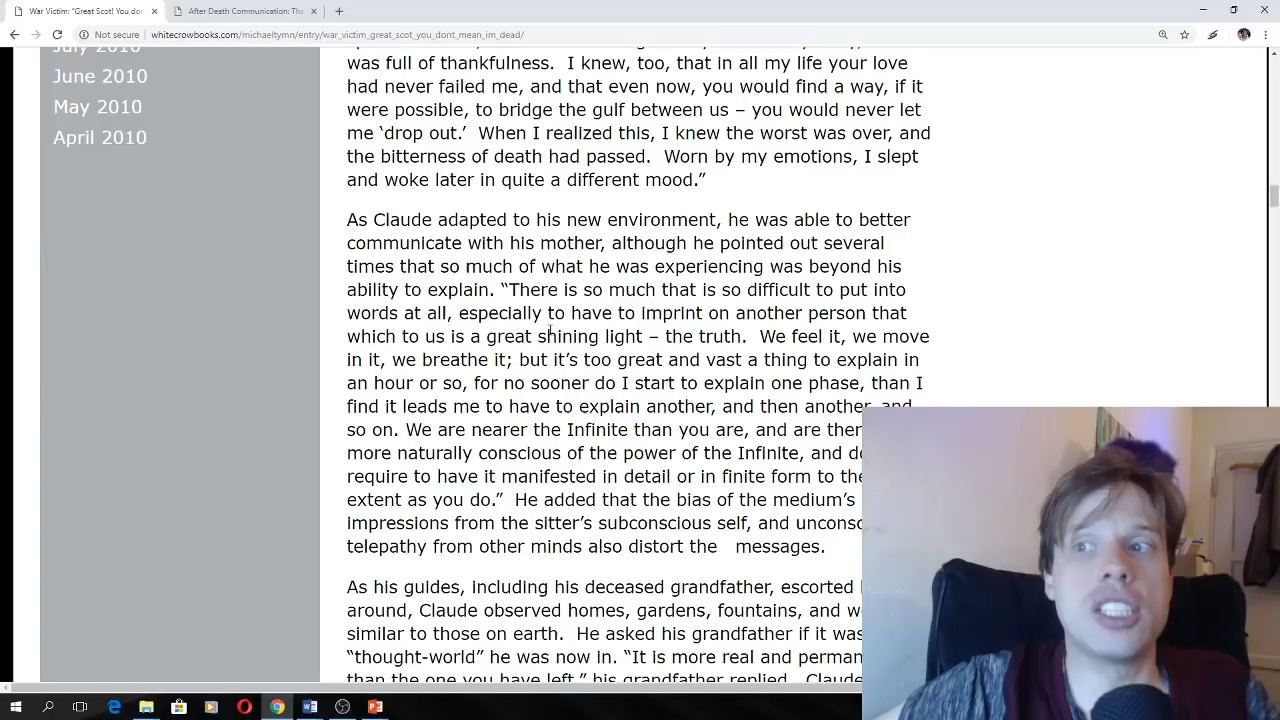 War Victim: “Great Scot! You don
After Death Communication: The
Not secure
whitecrowbooks.com/michaeltymn/entry/war_victim_great_scot_you_dont_mean_im_dead/
July 2010
June 2010
May 2010
April 2010
was full of thankfulness.  I knew, too, that in all my life your love
had never failed me, and that even now, you would find a way, if it
were possible, to bridge the gulf between us – you would never let
me ‘drop out.’  When I realized this, I knew the worst was over, and
the bitterness of death had passed.  Worn by my emotions, I slept
and woke later in quite a different mood.”
As Claude adapted to his new environment, he was able to better
communicate with his mother, although he pointed out several
times that so much of what he was experiencing was beyond his
ability to explain. “There is so much that is so difficult to put into
words at all, especially to have to imprint on another person that
which to us is a great shining light – the truth.  We feel it, we move
in it, we breathe it; but it’s too great and vast a thing to explain in
an hour or so, for no sooner do I start to explain one phase, than I
find it leads me to have to explain another, and then another, and
so on. We are nearer the Infinite than you are, and are ther
more naturally conscious of the power of the Infinite, and do
require to have it manifested in detail or in finite form to the
extent as you do.”  He added that the bias of the medium’s
impressions from the sitter’s subconscious self, and unconsc
telepathy from other minds also distort the   messages.
As his guides, including his deceased grandfather, escorted
around, Claude observed homes, gardens, fountains, and w
similar to those on earth.  He asked his grandfather if it was
“thought-world” he was now in. “It is more real and perman
than the one you have left,” his grandfather replied.  Claude